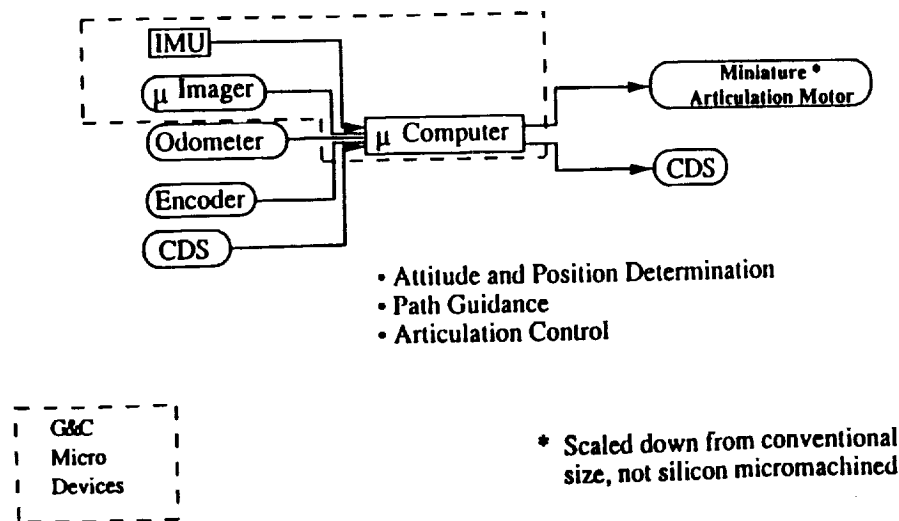 IMU
μ Imager
Odometer
Encoder
CDS
μ Computer
Miniature *
Articulation Motor
CDS
• Attitude and Position Determination
• Path Guidance
• Articulation Control
G&C
Micro
Devices
* Scaled down from conventional
size, not silicon micromachined